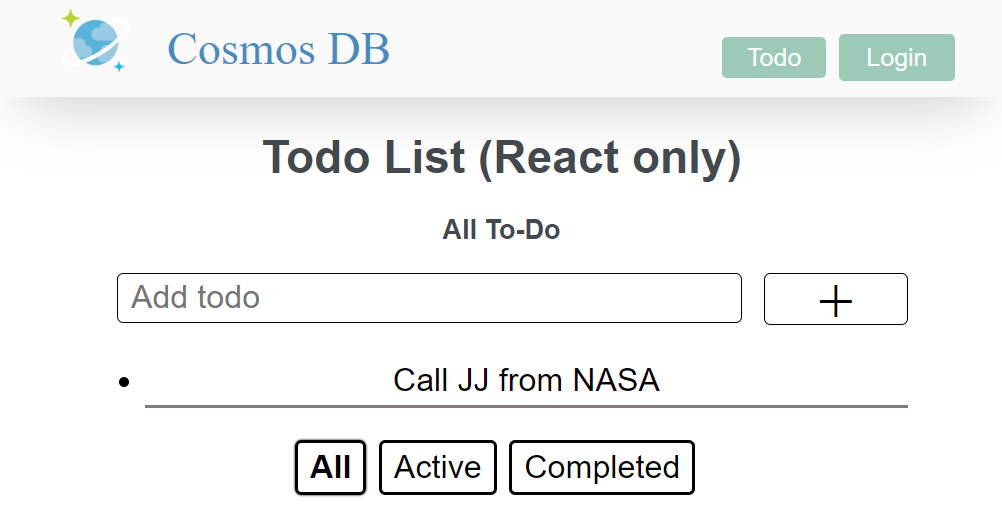 Cosmos DB
Todo Login
Todo List (React only)
All To-Do
Add todo
Call JJ from NASA
All Active Completed